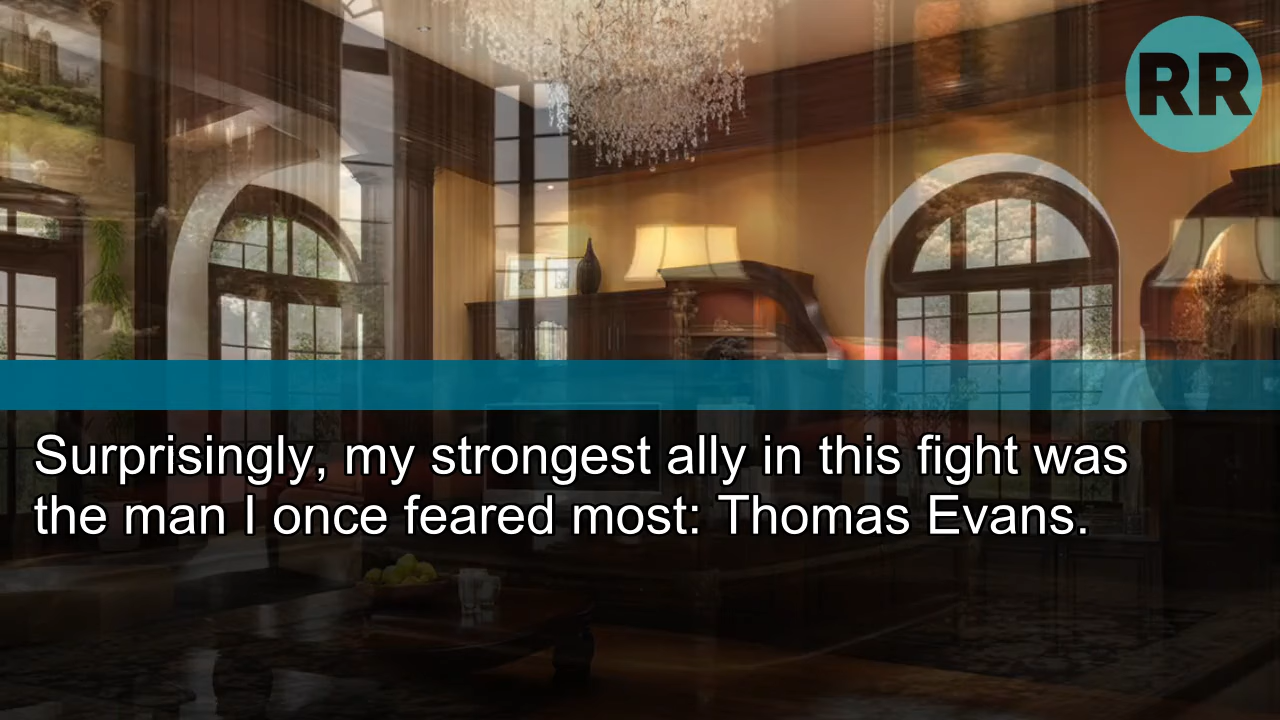 RR
Surprisingly, my strongest ally in this fight was
the man I once feared most: Thomas Evans.